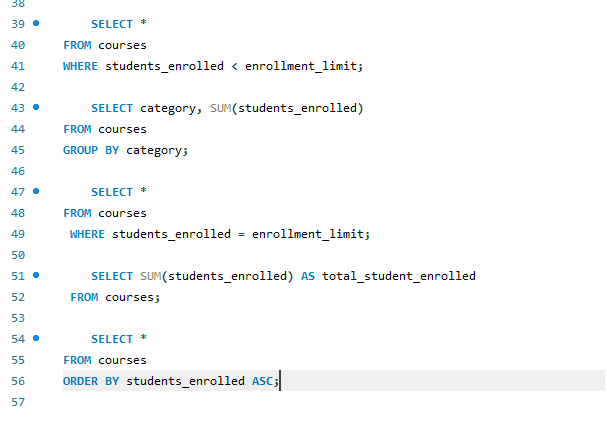 38
39 SELECT *
40 FROM courses
41 WHERE students_enrolled < enrollment_limit;
42
43 SELECT category, SUM(students_enrolled)
44 FROM courses
45 GROUP BY category;
46
47 SELECT *
48 FROM courses
49 WHERE students_enrolled = enrollment_limit;
50
51 SELECT SUM(students_enrolled) AS total_student_enrolled
52 FROM courses;
53
54 SELECT *
55 FROM courses
56 ORDER BY students_enrolled ASC;
57